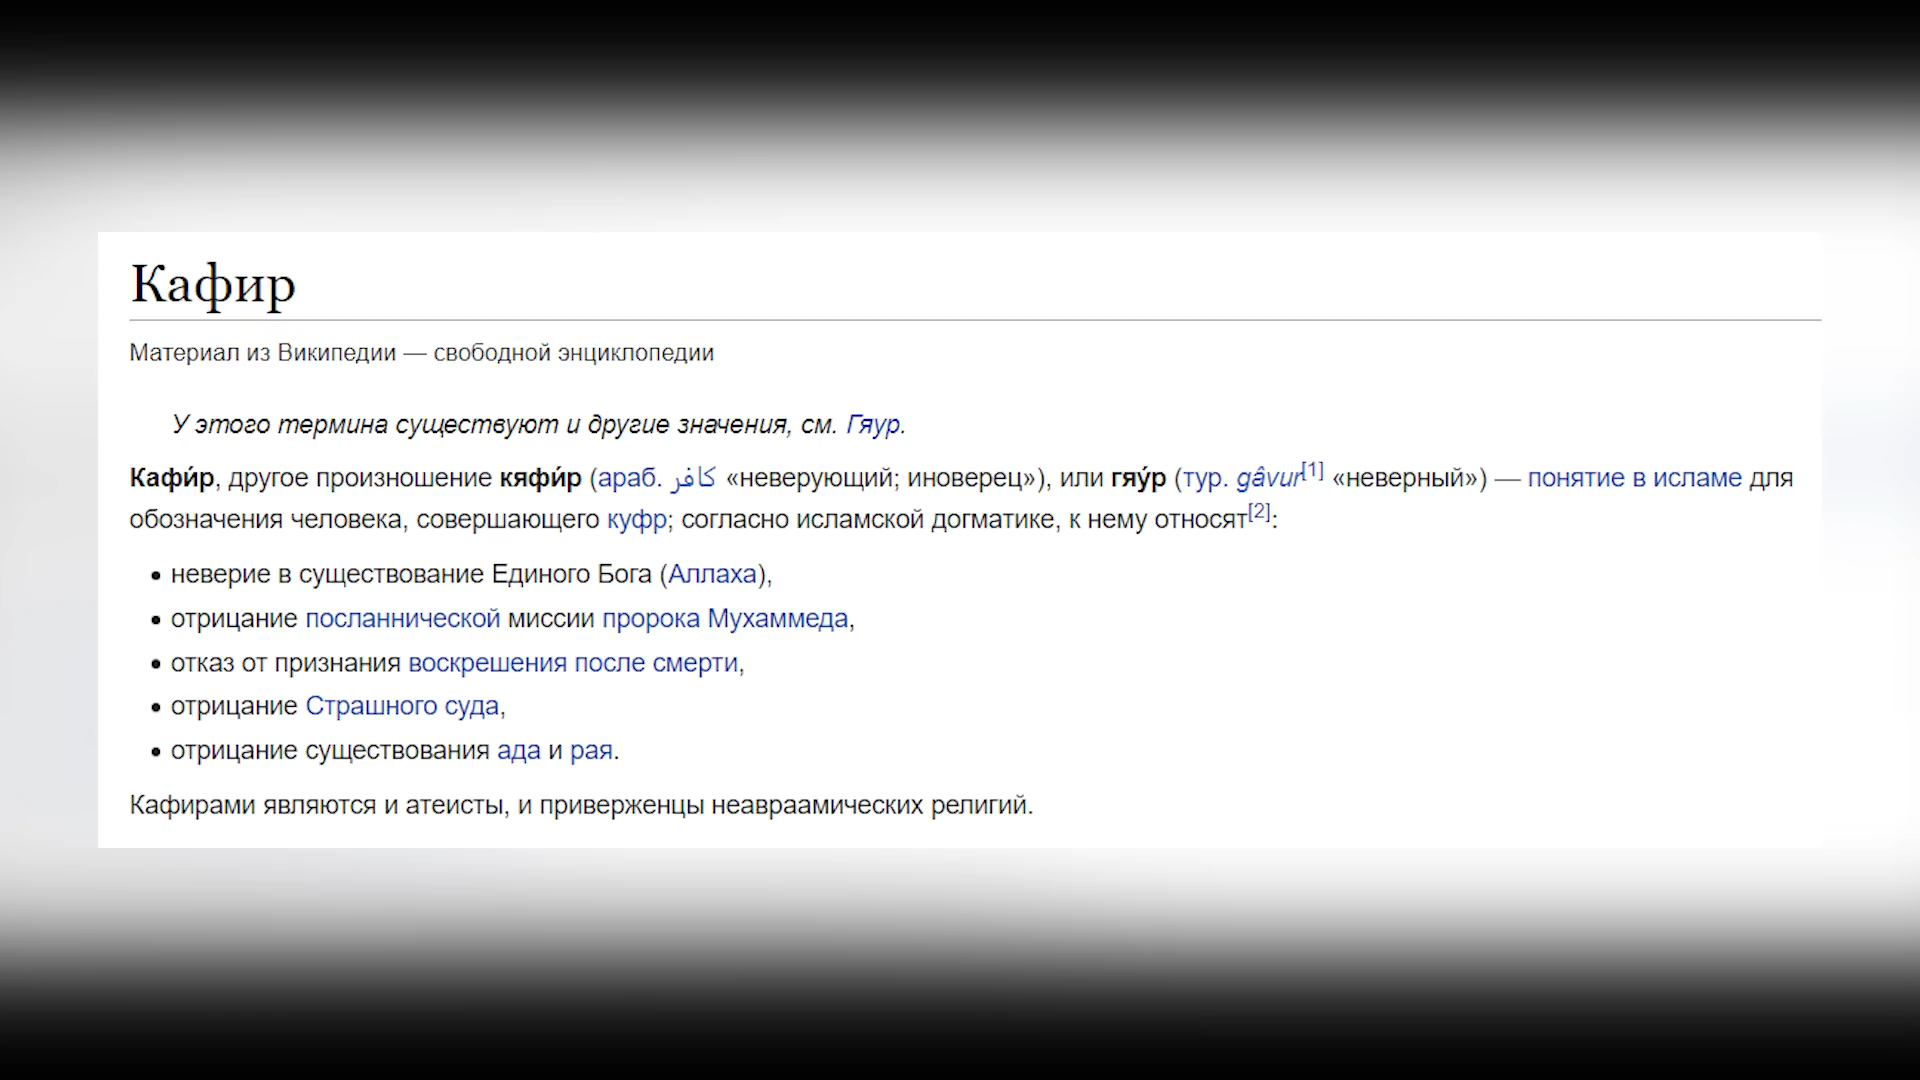 Кафир
Материал из Википедии — свободной энциклопедии
У этого термина существуют и другие значения, см. Гяур.
Кафи́р, другое произношение кяфи́р (араб. كافر «неверующий; иноверец»), или гяу́р (тур. gâvur[1] «неверный») — понятие в исламе для
обозначения человека, совершающего куфр; согласно исламской догматике, к нему относят[2]:
• неверие в существование Единого Бога (Аллаха),
• отрицание посланнической миссии пророка Мухаммеда,
• отказ от признания воскрешения после смерти,
• отрицание Страшного суда,
• отрицание существования ада и рая.
Кафирами являются и атеисты, и приверженцы неавраамических религий.